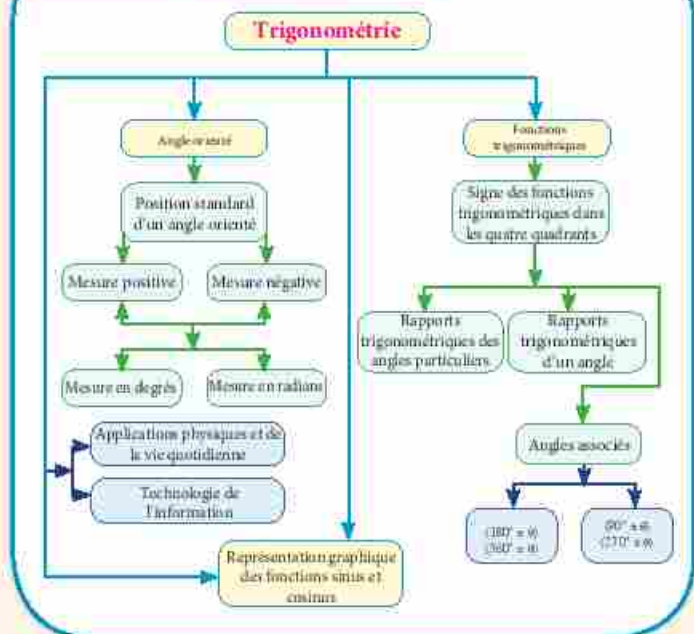 Trigonométrie
Angle orienté
Fonctions
trigonométriques
Position standard
d'un angle orienté
Signe des fonctions
trigonométriques dans
les quatre quadrants
Mesure positive
Mesure négative
Rapports
trigonométriques des
angles particuliers
Rapports
trigonométriques
d'un angle
Mesure en degrés
Mesure en radians
Applications physiques et de
la vie quotidienne
Angles associés
Technologie de
l'information
(180° ± θ)
(360° ± θ)
(90° ± θ)
(270° ± θ)
Représentation graphique
des fonctions sinus et
cosinus